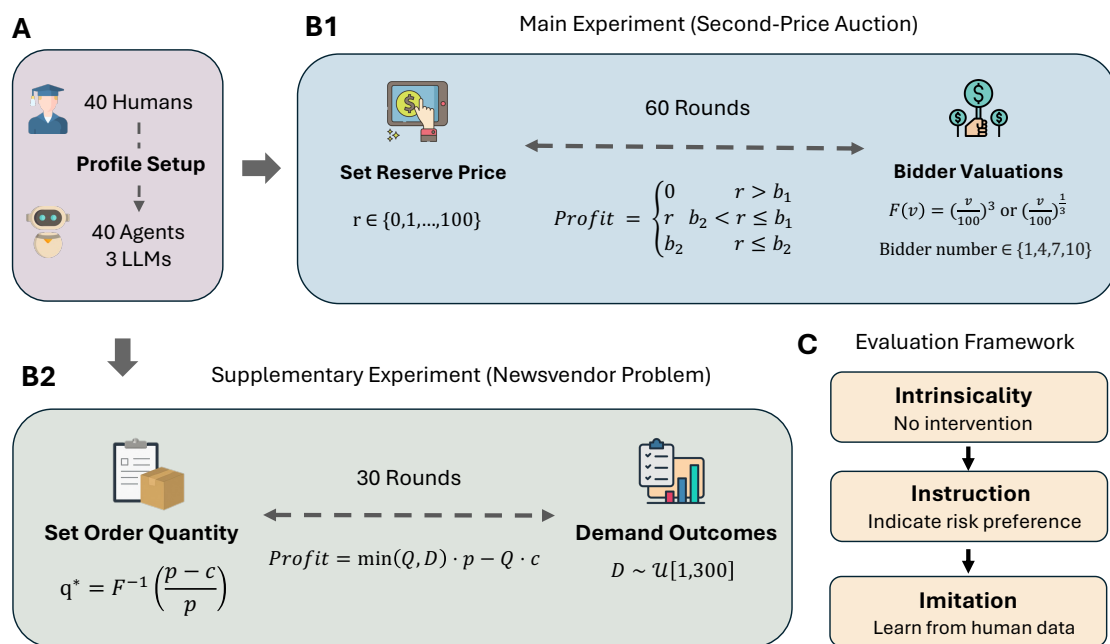 A
40 Humans
Profile Setup
40 Agents
3 LLMs
B1
Main Experiment (Second-Price Auction)
60 Rounds
Set Reserve Price
r ∈ {0,1,...,100}
Profit = {0 r > b₁
r b₂ < r ≤ b₁
b₂ r ≤ b₂
Bidder Valuations
F(v) = (v/100)³ or (v/100)^(1/3)
Bidder number ∈ {1,4,7,10}
B2
Supplementary Experiment (Newsvendor Problem)
30 Rounds
Set Order Quantity
q* = F⁻¹((p − c)/p)
Profit = min(Q, D) · p − Q · c
Demand Outcomes
D ~ 𝒰[1,300]
C
Evaluation Framework
Intrinsicality
No intervention
Instruction
Indicate risk preference
Imitation
Learn from human data